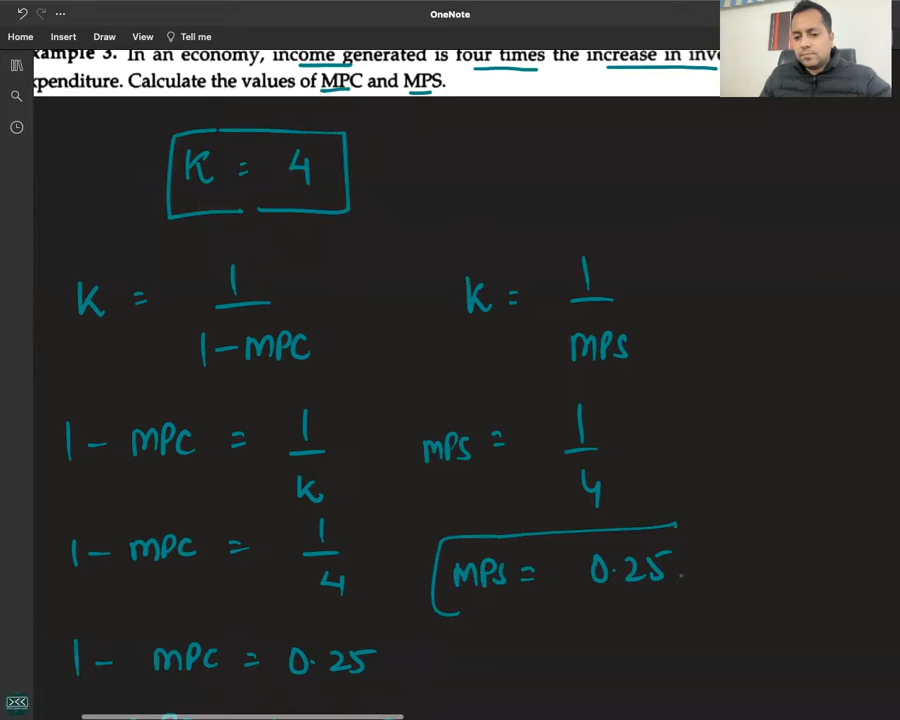 OneNote
Home Insert Draw View Tell me
xample 3. In an economy, income generated is four times the increase in inv
penditure. Calculate the values of MPC and MPS.
K = 4
K = 1 / 1 - MPC
K = 1 / MPS
1 - MPC = 1 / K
MPS = 1 / 4
1 - MPC = 1 / 4
MPS = 0.25
1 - MPC = 0.25